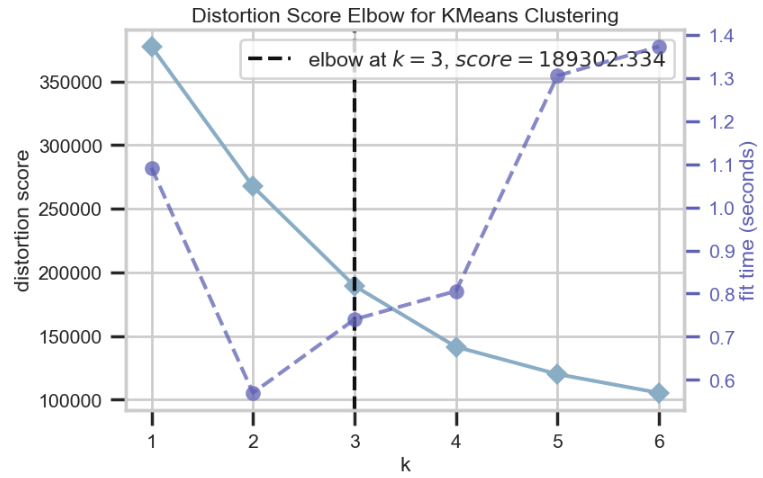 Distortion Score Elbow for KMeans Clustering
elbow at k = 3, score = 189302.334
distortion score
350000
300000
250000
200000
150000
100000
1 2 3 4 5 6
k
1.4
1.3
1.2
1.1
1.0
0.9
0.8
0.7
0.6
fit time (seconds)